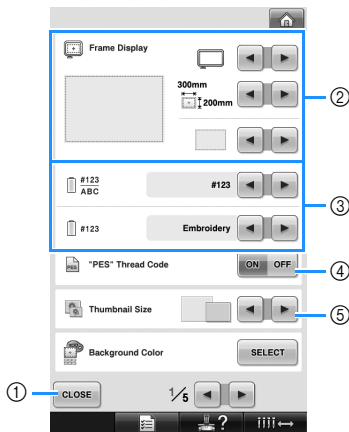 Frame Display
300mm
200mm
②
#123
ABC
#123
③
#123
Embroidery
PES
"PES" Thread Code
ON OFF
④
Thumbnail Size
⑤
Background Color
SELECT
①
CLOSE
1/5
?